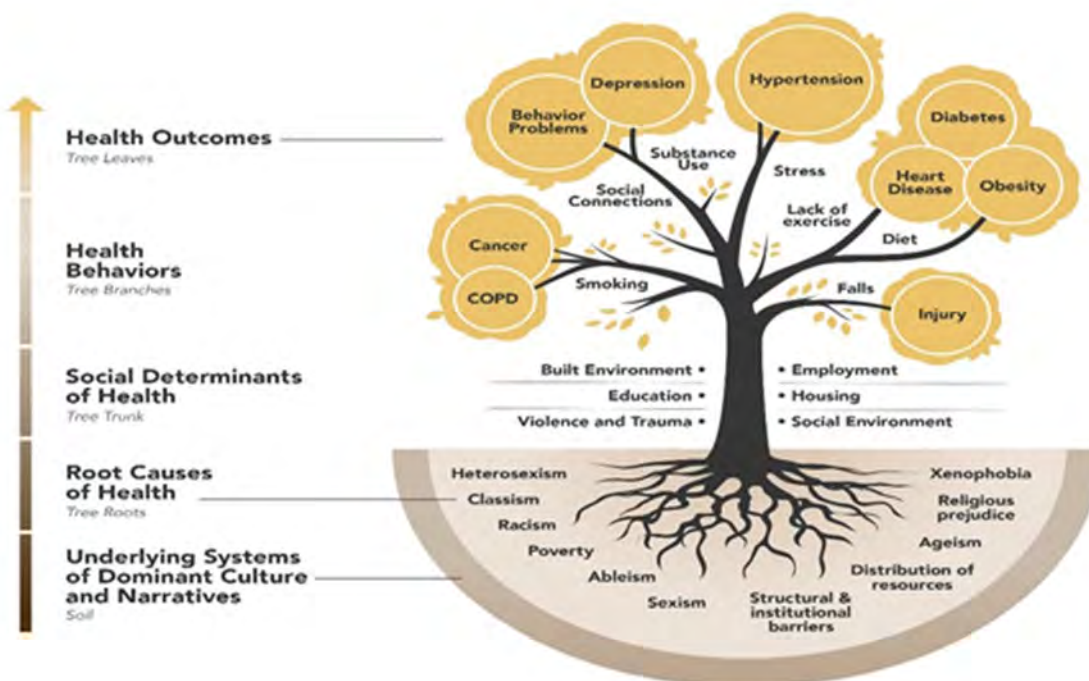 Health Outcomes
Tree Leaves
Health
Behaviors
Tree Branches
Social Determinants
of Health
Tree Trunk
Root Causes
of Health
Tree Roots
Underlying Systems
of Dominant Culture
and Narratives
Soil
Depression
Behavior
Problems
Hypertension
Diabetes
Heart
Disease
Obesity
Substance
Use
Stress
Social
Connections
Lack of
exercise
Diet
Cancer
COPD
Smoking
Falls
Injury
Built Environment •
Education •
Violence and Trauma •
• Employment
• Housing
• Social Environment
Heterosexism
Classism
Racism
Poverty
Ableism
Sexism
Structural &
institutional
barriers
Distribution of
resources
Ageism
Religious
prejudice
Xenophobia